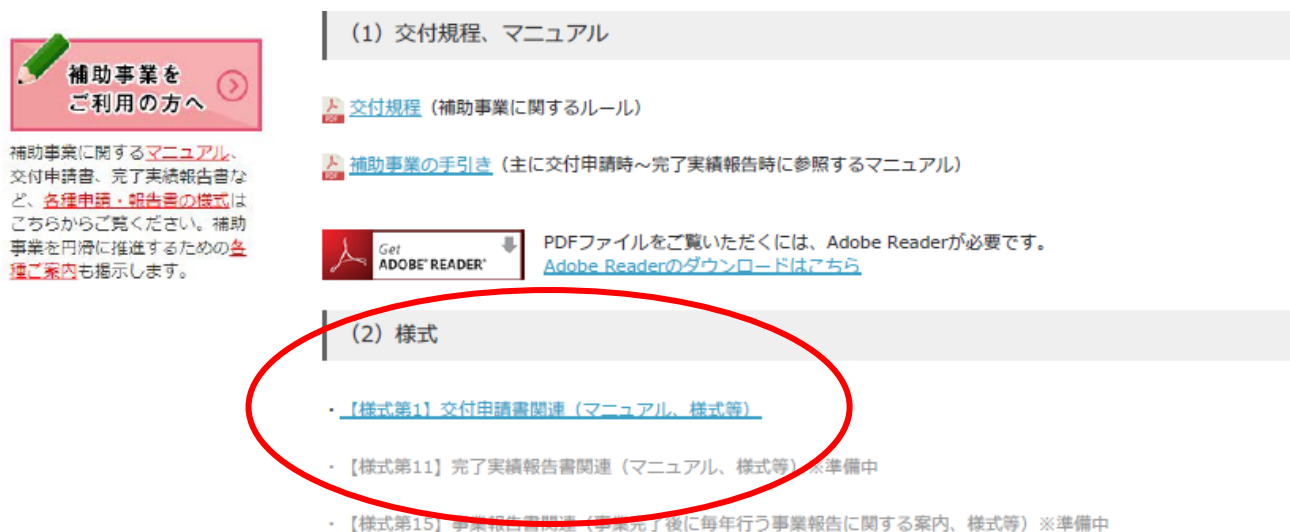 補助事業を
ご利用の方へ
補助事業に関するマニュアル、
交付申請書、完了実績報告書な
ど、各種申請・報告書の様式は
こちらからご覧ください。補助
事業を円滑に推進するための各
種ご案内も掲示します。
（1）交付規程、マニュアル
PDF 交付規程（補助事業に関するルール）
PDF 補助事業の手引き（主に交付申請時～完了実績報告時に参照するマニュアル）
Get
ADOBE® READER®
PDFファイルをご覧いただくには、Adobe Readerが必要です。
Adobe Readerのダウンロードはこちら
（2）様式
・【様式第1】交付申請書関連（マニュアル、様式等）
・【様式第11】完了実績報告書関連（マニュアル、様式等）※準備中
・【様式第15】事業報告書関連（事業完了後に毎年行う事業報告に関する案内、様式等）※準備中